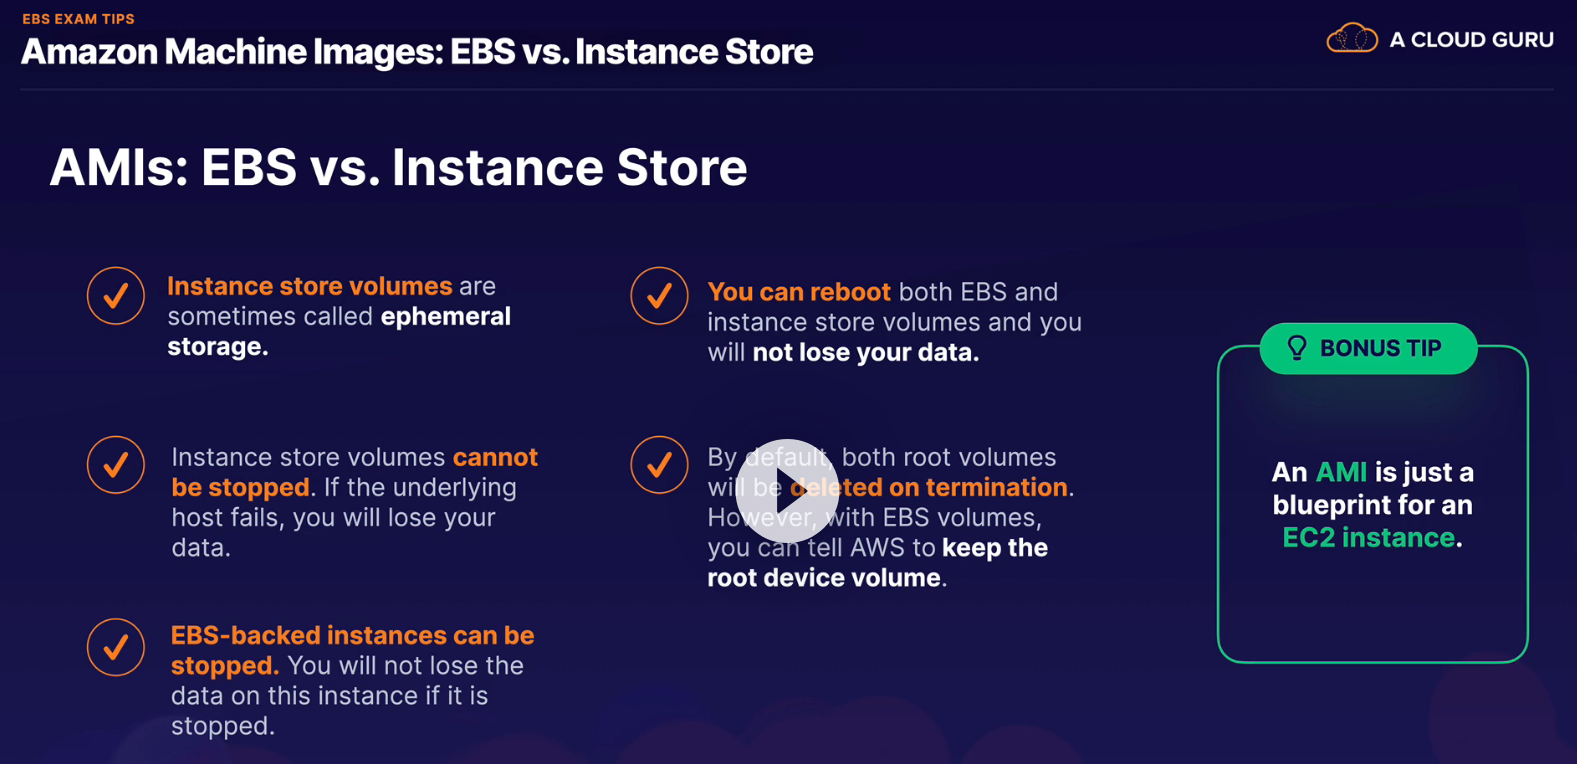 EBS EXAM TIPS
Amazon Machine Images: EBS vs. Instance Store
A CLOUD GURU
AMIs: EBS vs. Instance Store
Instance store volumes are
sometimes called ephemeral
storage.
Instance store volumes cannot
be stopped. If the underlying
host fails, you will lose your
data.
EBS-backed instances can be
stopped. You will not lose the
data on this instance if it is
stopped.
You can reboot both EBS and
instance store volumes and you
will not lose your data.
By default, both root volumes
will be deleted on termination.
However, with EBS volumes,
you can tell AWS to keep the
root device volume.
BONUS TIP
An AMI is just a
blueprint for an
EC2 instance.